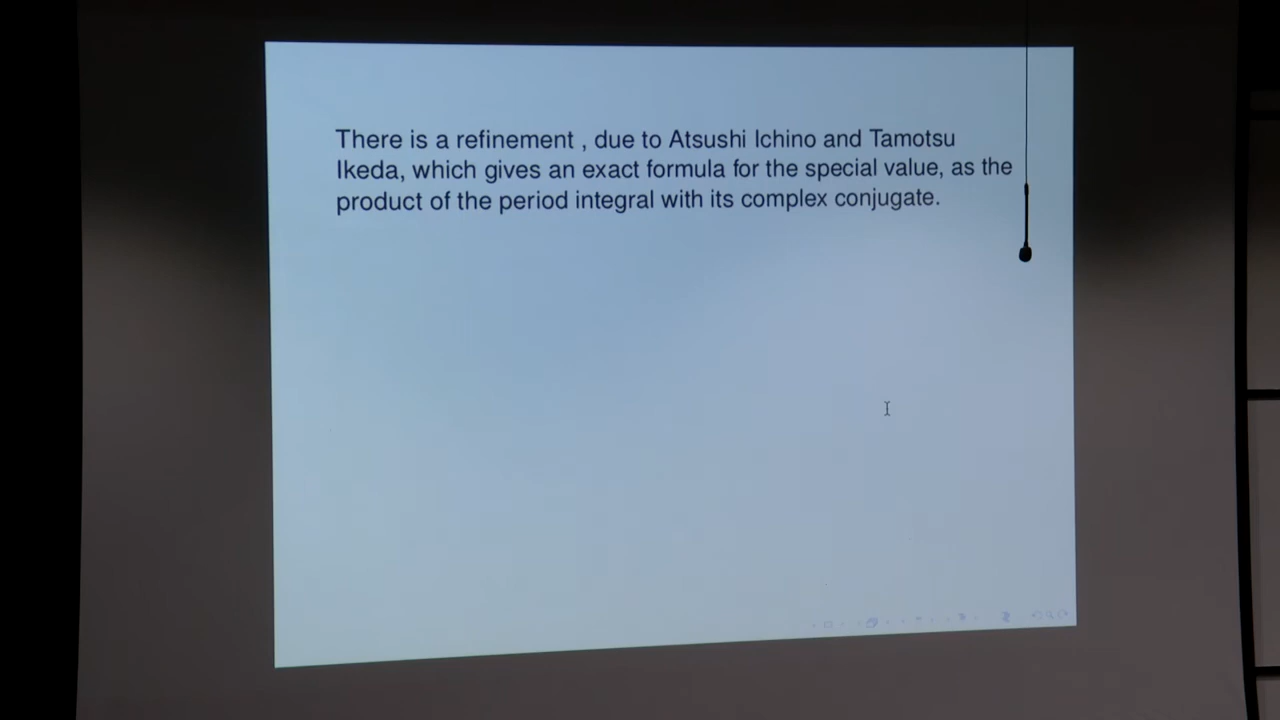 There is a refinement , due to Atsushi Ichino and Tamotsu
Ikeda, which gives an exact formula for the special value, as the
product of the period integral with its complex conjugate.